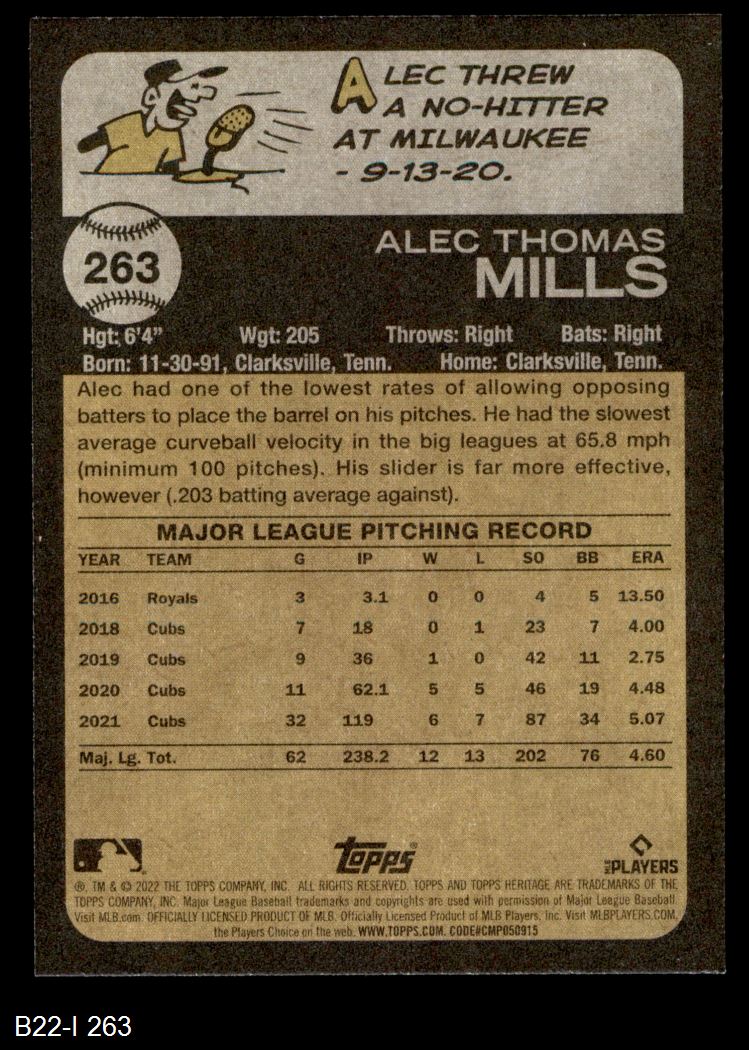 ALEC THREW
A NO-HITTER
AT MILWAUKEE
- 9-13-20.
263
ALEC THOMAS
MILLS
Hgt: 6'4" Wgt: 205 Throws: Right Bats: Right
Born: 11-30-91, Clarksville, Tenn. Home: Clarksville, Tenn.
Alec had one of the lowest rates of allowing opposing
batters to place the barrel on his pitches. He had the slowest
average curveball velocity in the big leagues at 65.8 mph
(minimum 100 pitches). His slider is far more effective,
however (.203 batting average against).
MAJOR LEAGUE PITCHING RECORD
YEAR TEAM G IP W L SO BB ERA
2016 Royals 3 3.1 0 0 4 5 13.50
2018 Cubs 7 18 0 1 23 7 4.00
2019 Cubs 9 36 1 0 42 11 2.75
2020 Cubs 11 62.1 5 5 46 19 4.48
2021 Cubs 32 119 6 7 87 34 5.07
Maj. Lg. Tot. 62 238.2 12 13 202 76 4.60
Topps
MLB PLAYERS
®, TM & © 2022 THE TOPPS COMPANY, INC. ALL RIGHTS RESERVED. TOPPS AND TOPPS HERITAGE ARE TRADEMARKS OF THE
TOPPS COMPANY, INC. Major League Baseball trademarks and copyrights are used with permission of Major League Baseball.
Visit MLB.com. OFFICIALLY LICENSED PRODUCT OF MLB. Officially Licensed Product of MLB Players, Inc. Visit MLBPLAYERS.COM,
the Players Choice on the web. WWW.TOPPS.COM. CODE#CMP050915
B22-I 263